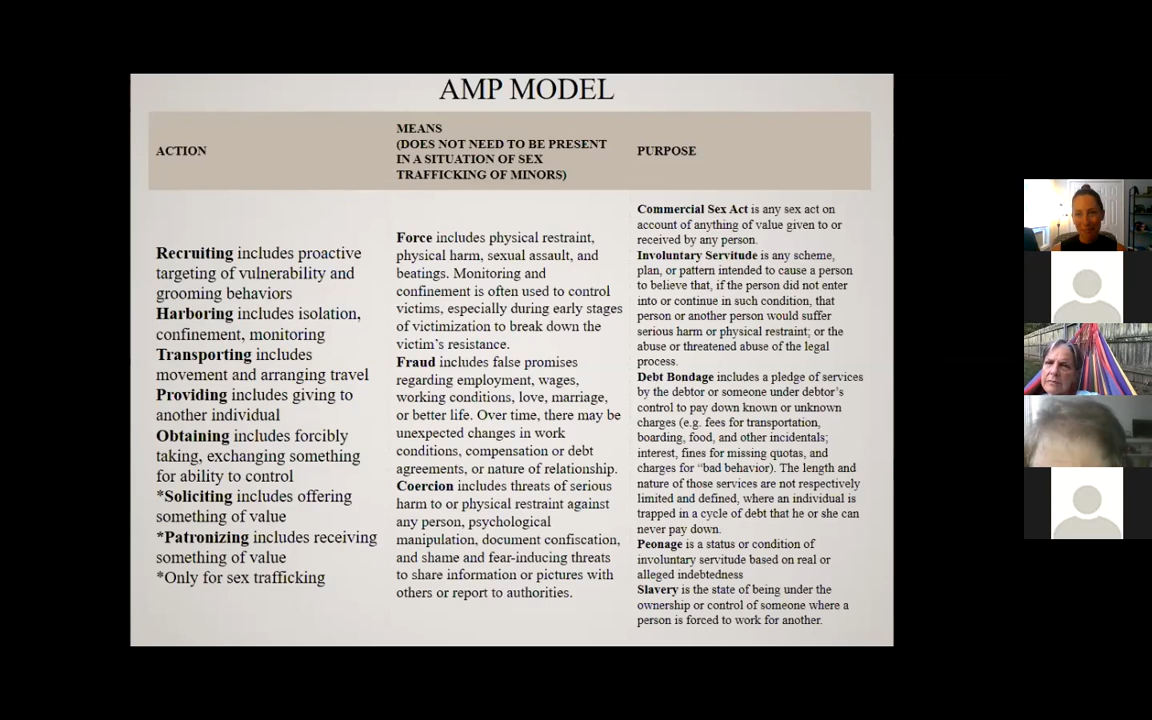 AMP MODEL
ACTION
MEANS
(DOES NOT NEED TO BE PRESENT
IN A SITUATION OF SEX
TRAFFICKING OF MINORS)
PURPOSE
Recruiting includes proactive
targeting of vulnerability and
grooming behaviors
Harboring includes isolation,
confinement, monitoring
Transporting includes
movement and arranging travel
Providing includes giving to
another individual
Obtaining includes forcibly
taking, exchanging something
for ability to control
*Soliciting includes offering
something of value
*Patronizing includes receiving
something of value
*Only for sex trafficking
Force includes physical restraint,
physical harm, sexual assault, and
beatings. Monitoring and
confinement is often used to control
victims, especially during early stages
of victimization to break down the
victim's resistance.
Fraud includes false promises
regarding employment, wages,
working conditions, love, marriage,
or better life. Over time, there may be
unexpected changes in work
conditions, compensation or debt
agreements, or nature of relationship.
Coercion includes threats of serious
harm to or physical restraint against
any person, psychological
manipulation, document confiscation,
and shame and fear-inducing threats
to share information or pictures with
others or report to authorities.
Commercial Sex Act is any sex act on
account of anything of value given to or
received by any person.
Involuntary Servitude is any scheme,
plan, or pattern intended to cause a person
to believe that, if the person did not enter
into or continue in such condition, that
person or another person would suffer
serious harm or physical restraint; or the
abuse or threatened abuse of the legal
process.
Debt Bondage includes a pledge of services
by the debtor or someone under debtor's
control to pay down known or unknown
charges (e.g. fees for transportation,
boarding, food, and other incidentals;
interest, fines for missing quotas, and
charges for "bad behavior). The length and
nature of those services are not respectively
limited and defined, where an individual is
trapped in a cycle of debt that he or she can
never pay down.
Peonage is a status or condition of
involuntary servitude based on real or
alleged indebtedness
Slavery is the state of being under the
ownership or control of someone where a
person is forced to work for another.